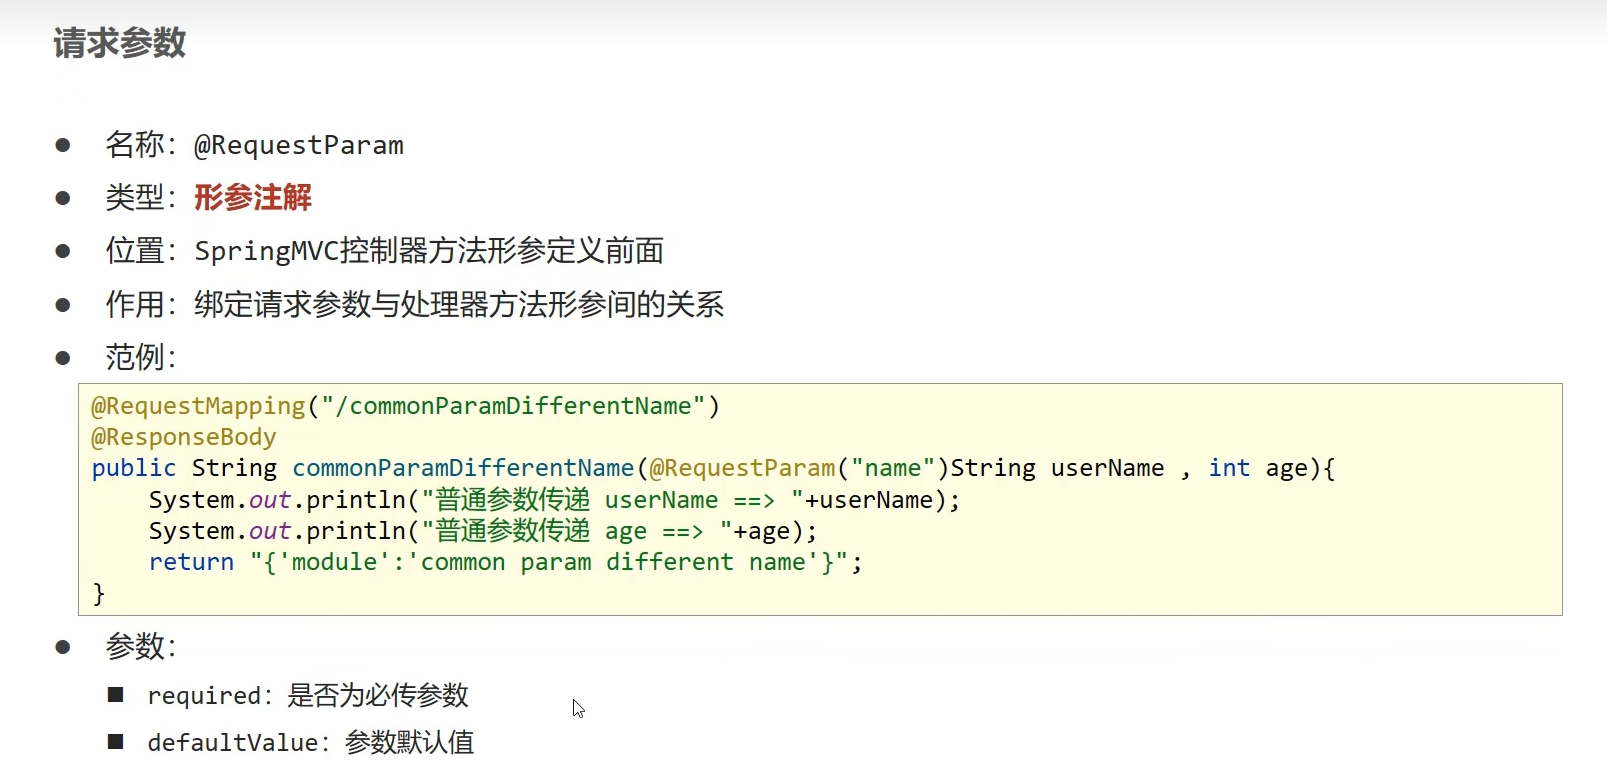 请求参数
● 名称：@RequestParam
● 类型：形参注解
● 位置：SpringMVC控制器方法形参定义前面
● 作用：绑定请求参数与处理器方法形参间的关系
● 范例：
@RequestMapping("/commonParamDifferentName")
@ResponseBody
public String commonParamDifferentName(@RequestParam("name")String userName , int age){
    System.out.println("普通参数传递 userName ==> "+userName);
    System.out.println("普通参数传递 age ==> "+age);
    return "{'module':'common param different name'}";
}
● 参数：
■ required：是否为必传参数
■ defaultValue：参数默认值